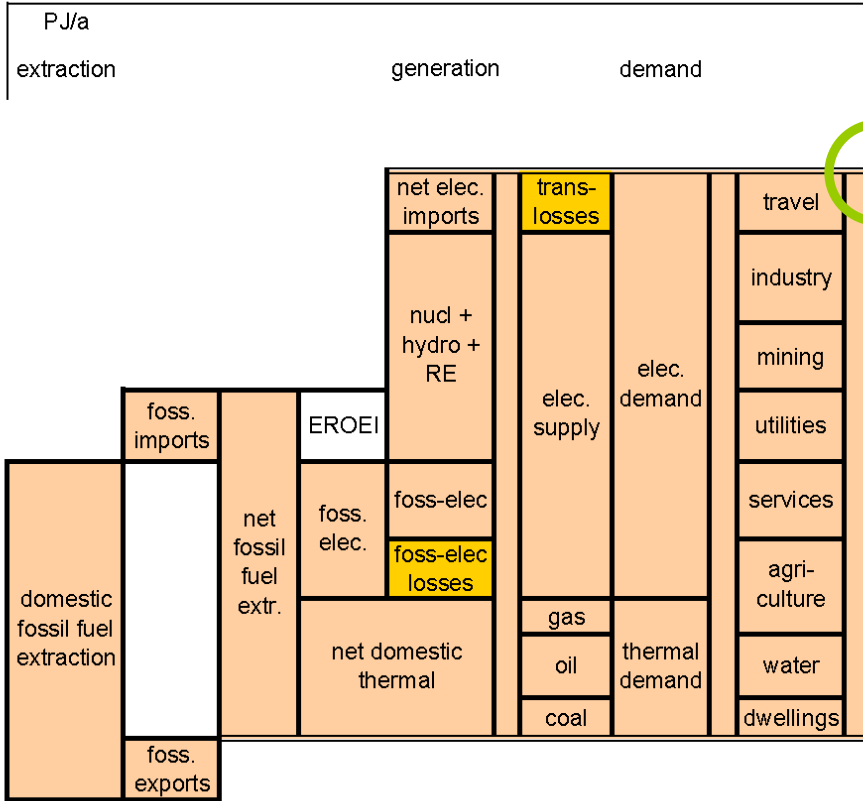 PJ/a
extraction
generation
demand
net elec.
imports
trans-
losses
travel
nucl +
hydro +
RE
industry
mining
elec.
supply
elec.
demand
foss.
imports
EROEI
utilities
net
fossil
fuel
extr.
foss.
elec.
foss-elec
services
foss-elec
losses
agri-
culture
domestic
fossil fuel
extraction
net domestic
thermal
gas
oil
coal
thermal
demand
water
dwellings
foss.
exports